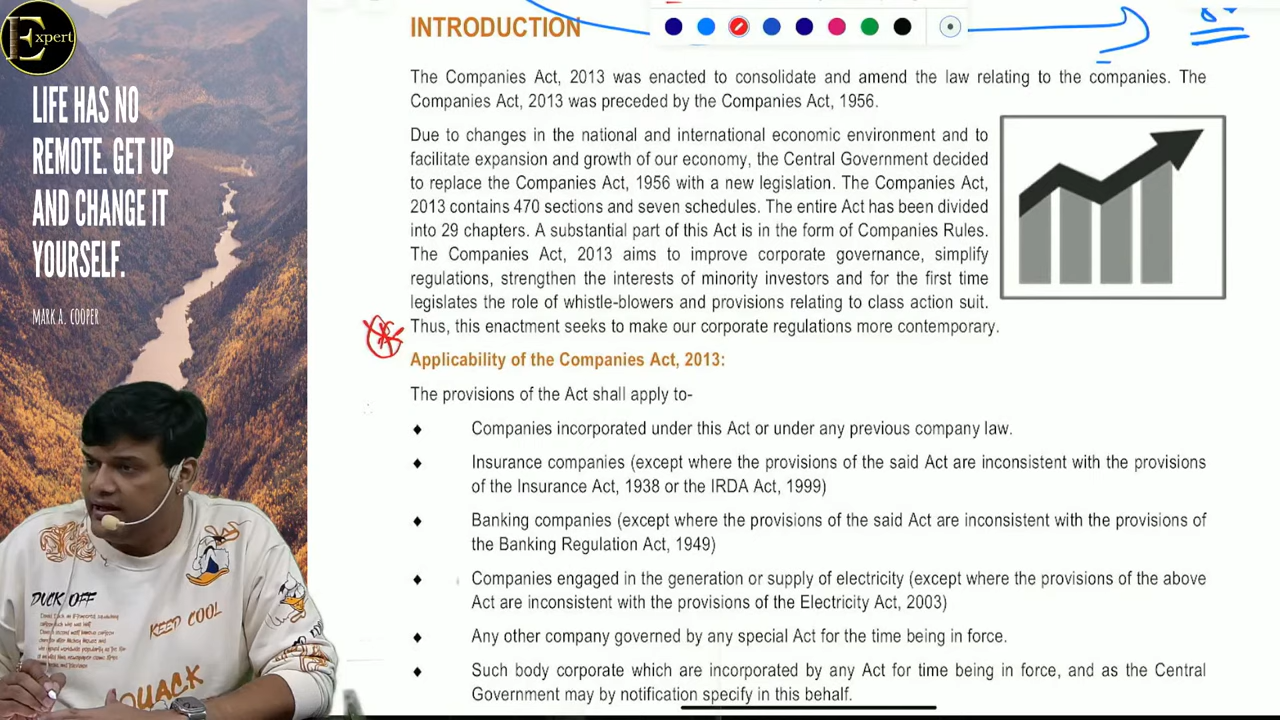 Expert
LIFE HAS NO
REMOTE. GET UP
AND CHANGE IT
YOURSELF.
MARK A. COOPER
INTRODUCTION
The Companies Act, 2013 was enacted to consolidate and amend the law relating to the companies. The
Companies Act, 2013 was preceded by the Companies Act, 1956.
Due to changes in the national and international economic environment and to
facilitate expansion and growth of our economy, the Central Government decided
to replace the Companies Act, 1956 with a new legislation. The Companies Act,
2013 contains 470 sections and seven schedules. The entire Act has been divided
into 29 chapters. A substantial part of this Act is in the form of Companies Rules.
The Companies Act, 2013 aims to improve corporate governance, simplify
regulations, strengthen the interests of minority investors and for the first time
legislates the role of whistle-blowers and provisions relating to class action suit.
Thus, this enactment seeks to make our corporate regulations more contemporary.
Applicability of the Companies Act, 2013:
The provisions of the Act shall apply to-
Companies incorporated under this Act or under any previous company law.
Insurance companies (except where the provisions of the said Act are inconsistent with the provisions
of the Insurance Act, 1938 or the IRDA Act, 1999)
Banking companies (except where the provisions of the said Act are inconsistent with the provisions of
the Banking Regulation Act, 1949)
Companies engaged in the generation or supply of electricity (except where the provisions of the above
Act are inconsistent with the provisions of the Electricity Act, 2003)
Any other company governed by any special Act for the time being in force.
Such body corporate which are incorporated by any Act for time being in force, and as the Central
Government may by notification specify in this behalf.
DUCK OFF
KEEP COOL
QUACK